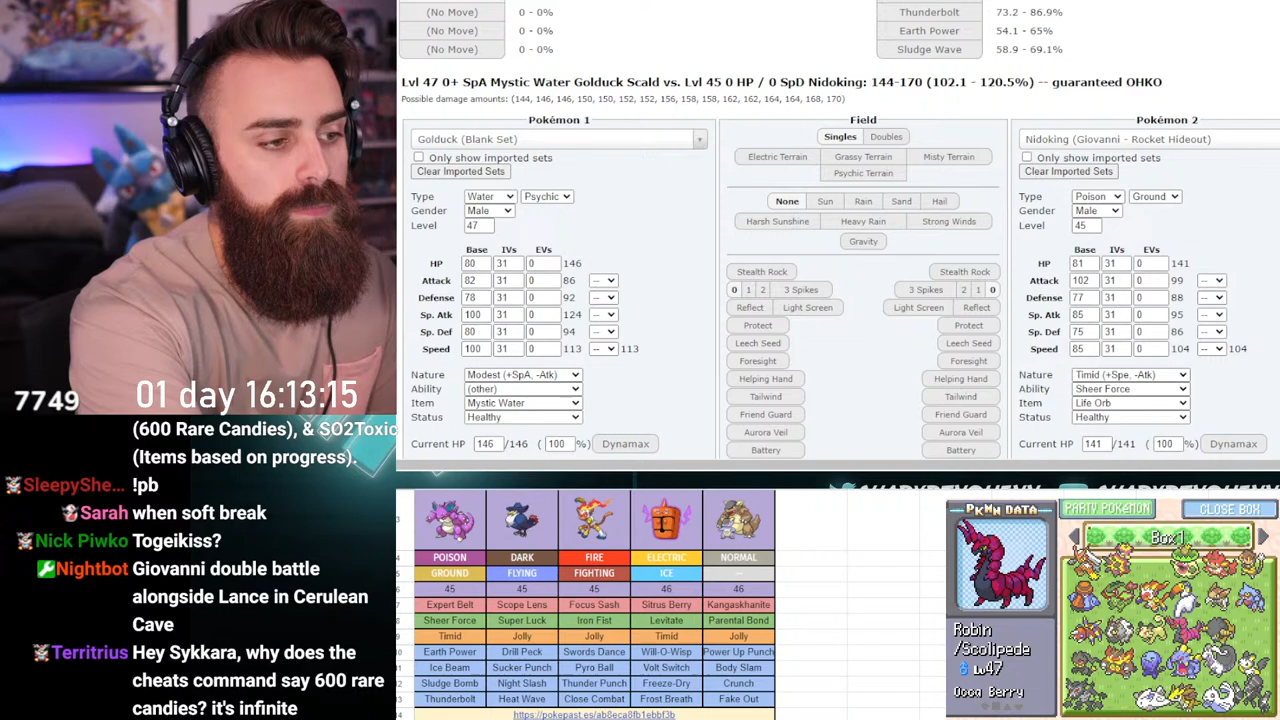 (No Move) 0 - 0% Thunderbolt 73.2 - 86.9%
(No Move) 0 - 0% Earth Power 54.1 - 65%
(No Move) 0 - 0% Sludge Wave 58.9 - 69.1%
Lvl 47 0+ SpA Mystic Water Golduck Scald vs. Lvl 45 0 HP / 0 SpD Nidoking: 144-170 (102.1 - 120.5%) -- guaranteed OHKO
Possible damage amounts: (144, 146, 146, 150, 150, 152, 152, 156, 158, 158, 162, 162, 164, 164, 168, 170)
Pokémon 1
Golduck (Blank Set)
Only show imported sets
Clear Imported Sets
Type Water Psychic
Gender Male
Level 47
Base IVs EVs
HP 80 31 0 146
Attack 82 31 0 86 --
Defense 78 31 0 92 --
Sp. Atk 100 31 0 124 --
Sp. Def 80 31 0 94 --
Speed 100 31 0 113 -- 113
Nature Modest (+SpA, -Atk)
Ability (other)
Item Mystic Water
Status Healthy
Current HP 146 /146 ( 100 %) Dynamax
Field
Singles Doubles
Electric Terrain Grassy Terrain Misty Terrain
Psychic Terrain
None Sun Rain Sand Hail
Harsh Sunshine Heavy Rain Strong Winds
Gravity
Stealth Rock Stealth Rock
0 1 2 3 Spikes 3 Spikes 2 1 0
Reflect Light Screen Light Screen Reflect
Protect Protect
Leech Seed Leech Seed
Foresight Foresight
Helping Hand Helping Hand
Tailwind Tailwind
Friend Guard Friend Guard
Aurora Veil Aurora Veil
Battery Battery
Pokémon 2
Nidoking (Giovanni - Rocket Hideout)
Only show imported sets
Clear Imported Sets
Type Poison Ground
Gender Male
Level 45
Base IVs EVs
HP 81 31 0 141
Attack 102 31 0 99 --
Defense 77 31 0 88 --
Sp. Atk 85 31 0 95 --
Sp. Def 75 31 0 86 --
Speed 85 31 0 104 -- 104
Nature Timid (+Spe, -Atk)
Ability Sheer Force
Item Life Orb
Status Healthy
Current HP 141 /141 ( 100 %) Dynamax
7749 01 day 16:13:15
(600 Rare Candies), & SO2Toxic
(Items based on progress).
SleepyShe... !pb
Sarah when soft break
Nick Piwko Togeikiss?
Nightbot Giovanni double battle
alongside Lance in Cerulean
Cave
Territrius Hey Sykkara, why does the
cheats command say 600 rare
candies? it's infinite
3
4 POISON DARK FIRE ELECTRIC NORMAL
5 GROUND FLYING FIGHTING ICE --
6 45 45 45 46 46
7 Expert Belt Scope Lens Focus Sash Sitrus Berry Kangaskhanite
8 Sheer Force Super Luck Iron Fist Levitate Parental Bond
9 Timid Jolly Jolly Timid Jolly
10 Earth Power Drill Peck Swords Dance Will-O-Wisp Power Up Punch
11 Ice Beam Sucker Punch Pyro Ball Volt Switch Body Slam
12 Sludge Bomb Night Slash Thunder Punch Freeze-Dry Crunch
13 Thunderbolt Heat Wave Close Combat Frost Breath Fake Out
14 https://pokepast.es/ab8eca8fb1ebbf3b
PKMN DATA
Robin
/Scolipede
Lv47
PARTY POKéMON CLOSE BOX
Box1